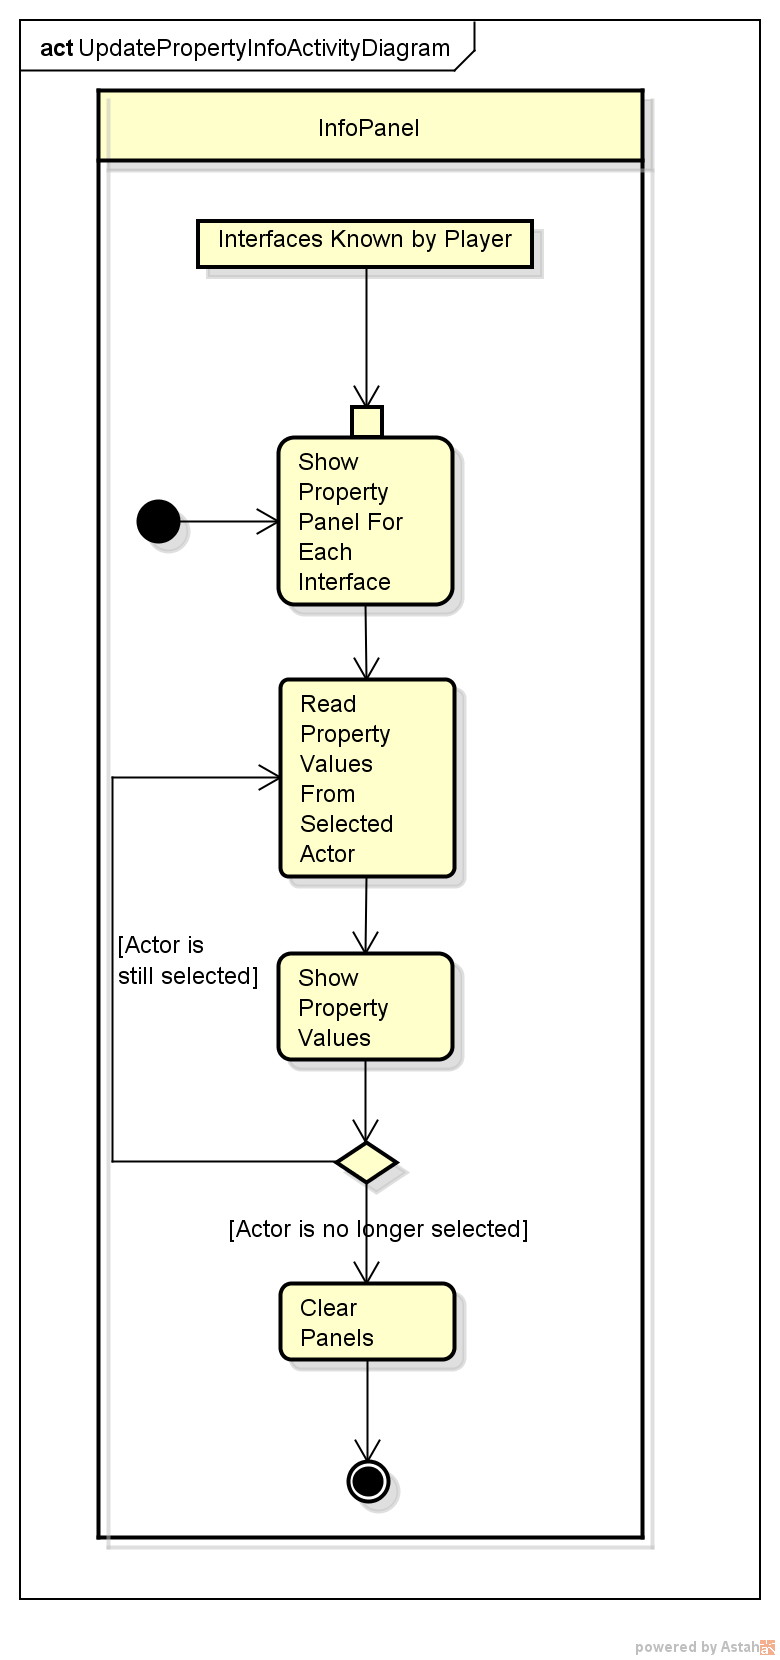 act UpdatePropertyInfoActivityDiagram
InfoPanel
Interfaces Known by Player
Show
Property
Panel For
Each
Interface
Read
Property
Values
From
Selected
Actor
[Actor is
still selected]
Show
Property
Values
[Actor is no longer selected]
Clear
Panels
powered by Astah